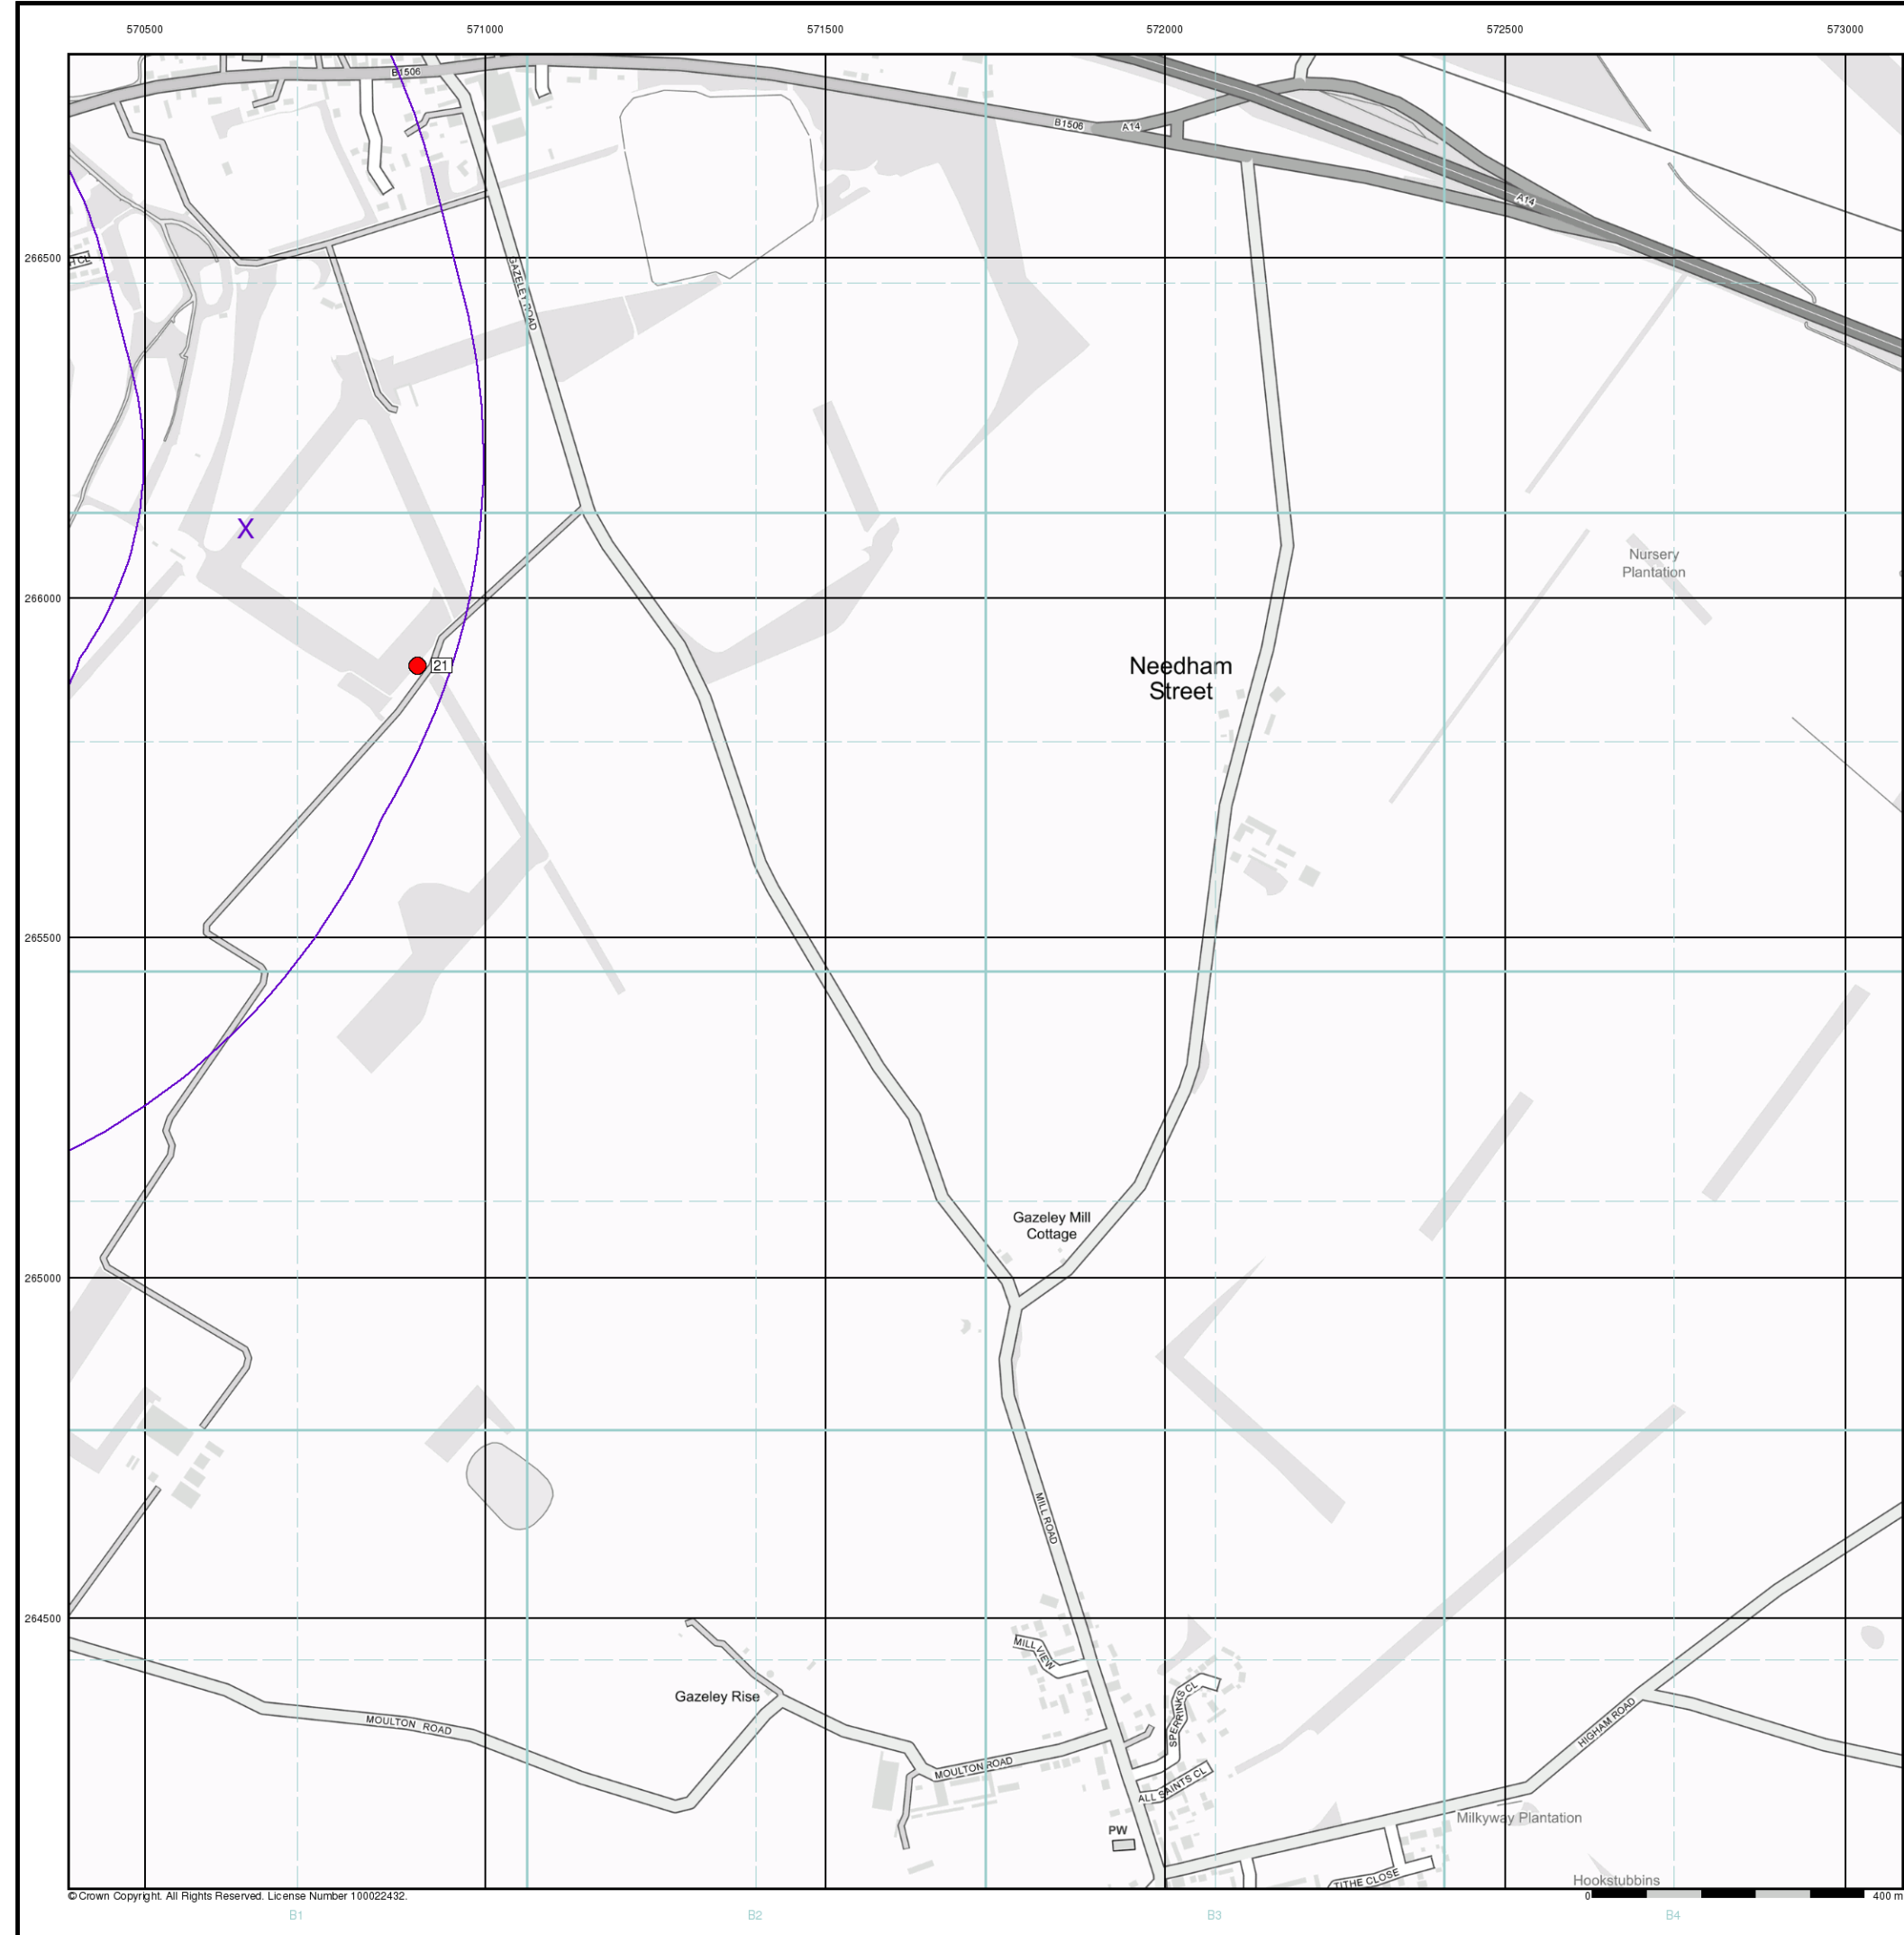 570500 571000 571500 572000 572500 573000
B1506
B1506
A14
A14
266500
GAZELEY ROAD
X
Nursery
Plantation
266000
21
Needham
Street
265500
Gazeley Mill
Cottage
265000
MILL ROAD
264500
MILL VIEW
Gazeley Rise
SPERRINKS CL
MOULTON ROAD
HIGHAM ROAD
MOULTON ROAD
ALL SAINTS CL
Milkyway Plantation
PW
TITHE CLOSE
Hookstubbins
© Crown Copyright. All Rights Reserved. License Number 100022432.
0 400 m
B1 B2 B3 B4